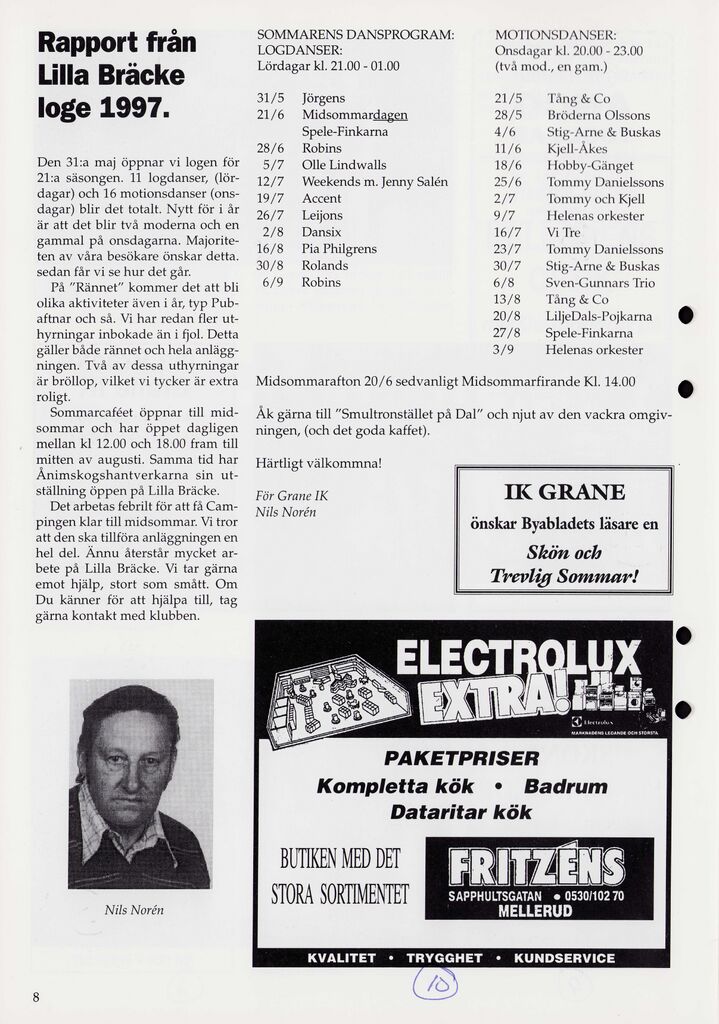 Rapport från
Lilla Bräcke
loge 1997.
Den 31:a maj öppnar vi logen för
21:a säsongen. 11 logdanser, (lör-
dagar) och 16 motionsdanser (ons-
dagar) blir det totalt. Nytt för i år
är att det blir två moderna och en
gammal på onsdagarna. Majorite-
ten av våra besökare önskar detta.
sedan får vi se hur det går.
På "Rännet" kommer det att bli
olika aktiviteter även i år, typ Pub-
aftnar och så. Vi har redan fler ut-
hyrningar inbokade än i fjol. Detta
gäller både rännet och hela anlägg-
ningen. Två av dessa uthyrningar
är bröllop, vilket vi tycker är extra
roligt.
Sommarcaféet öppnar till mid-
sommar och har öppet dagligen
mellan kl 12.00 och 18.00 fram till
mitten av augusti. Samma tid har
Ånimskogshantverkarna sin ut-
ställning öppen på Lilla Bräcke.
Det arbetas febrilt för att få Cam-
pingen klar till midsommar. Vi tror
att den ska tillföra anläggningen en
hel del. Ännu återstår mycket ar-
bete på Lilla Bräcke. Vi tar gärna
emot hjälp, stort som smått. Om
Du känner för att hjälpa till, tag
gärna kontakt med klubben.
Nils Norén
SOMMARENS DANSPROGRAM:
LOGDANSER:
Lördagar kl. 21.00 - 01.00
31/5 Jörgens
21/6 Midsommardagen
Spele-Finkarna
28/6 Robins
5/7 Olle Lindwalls
12/7 Weekends m. Jenny Salén
19/7 Accent
26/7 Leijons
2/8 Dansix
16/8 Pia Philgrens
30/8 Rolands
6/9 Robins
MOTIONSDANSER:
Onsdagar kl. 20.00 - 23.00
(två mod., en gam.)
21/5 Tång & Co
28/5 Bröderna Olssons
4/6 Stig-Arne & Buskas
11/6 Kjell-Åkes
18/6 Hobby-Gänget
25/6 Tommy Danielssons
2/7 Tommy och Kjell
9/7 Helenas orkester
16/7 Vi Tre
23/7 Tommy Danielssons
30/7 Stig-Arne & Buskas
6/8 Sven-Gunnars Trio
13/8 Tång & Co
20/8 LiljeDals-Pojkarna
27/8 Spele-Finkarna
3/9 Helenas orkester
Midsommarafton 20/6 sedvanligt Midsommarfirande Kl. 14.00
Åk gärna till "Smultronstället på Dal" och njut av den vackra omgiv-
ningen, (och det goda kaffet).
Härtligt välkommna!
För Grane IK
Nils Norén
IK GRANE
önskar Byabladets läsare en
Skön och
Trevlig Sommar!
ELECTROLUX
EXTRA!
Electrolux
MARKNADENS LEDANDE OCH STÖRSTA
PAKETPRISER
Kompletta kök • Badrum
Dataritar kök
BUTIKEN MED DET
STORA SORTIMENTET
FRITZÉNS
SAPPHULTSGATAN • 0530/102 70
MELLERUD
KVALITET • TRYGGHET • KUNDSERVICE
10
8